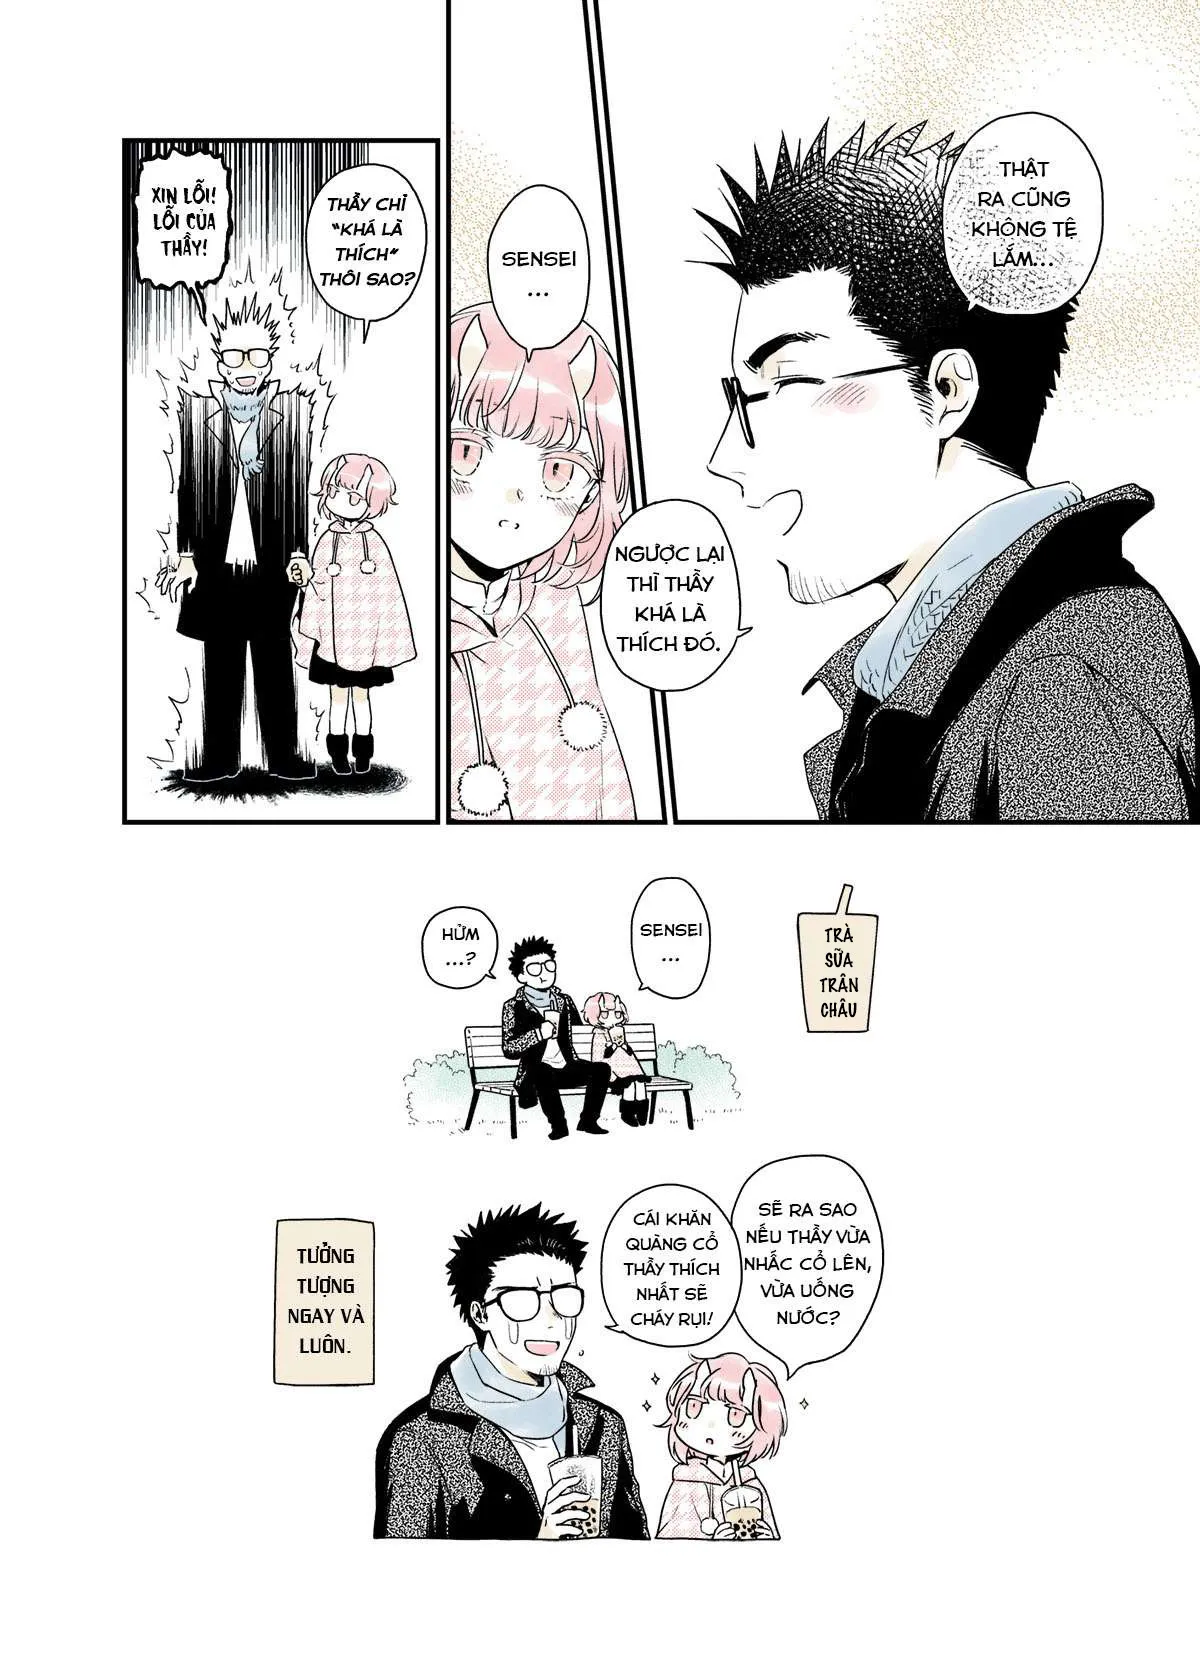 THẬT
RA CŨNG
KHÔNG TỆ
LẮM...
NGƯỢC LẠI
THÌ THẦY
KHÁ LÀ
THÍCH ĐÓ.
SENSEI
...
THẦY CHỈ
"KHÁ LÀ
THÍCH"
THÔI SAO?
XIN LỖI!
LỖI CỦA
THẦY!
TRÀ
SỮA
TRÂN
CHÂU
SENSEI
...
HỬM
...?
SẼ RA SAO
NẾU THẦY VỪA
NHẤC CỔ LÊN,
VỪA UỐNG
NƯỚC?
CÁI KHĂN
QUÀNG CỔ
THẦY THÍCH
NHẤT SẼ
CHÁY RỤI!
TƯỞNG
TƯỢNG
NGAY VÀ
LUÔN.